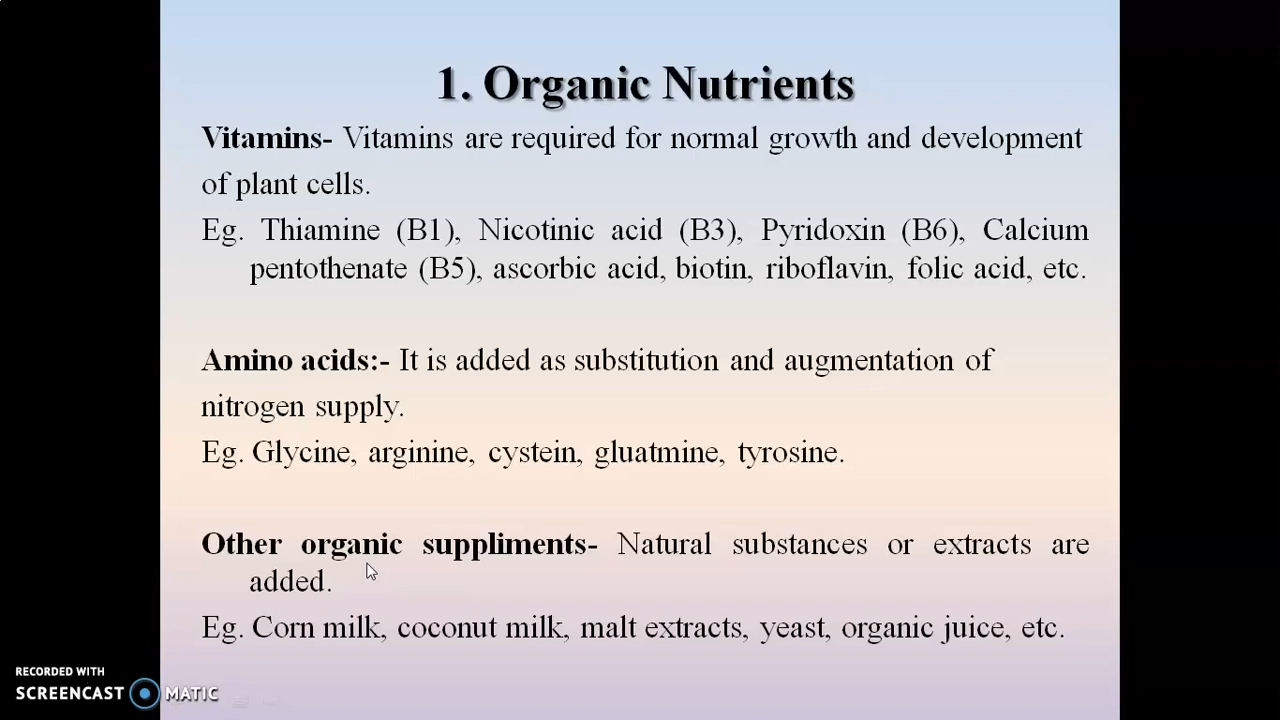 1. Organic Nutrients
Vitamins- Vitamins are required for normal growth and development
of plant cells.
Eg. Thiamine (B1), Nicotinic acid (B3), Pyridoxin (B6), Calcium
pentothenate (B5), ascorbic acid, biotin, riboflavin, folic acid, etc.
Amino acids:- It is added as substitution and augmentation of
nitrogen supply.
Eg. Glycine, arginine, cystein, gluatmine, tyrosine.
Other organic suppliments- Natural substances or extracts are
added.
Eg. Corn milk, coconut milk, malt extracts, yeast, organic juice, etc.
RECORDED WITH
SCREENCAST MATIC